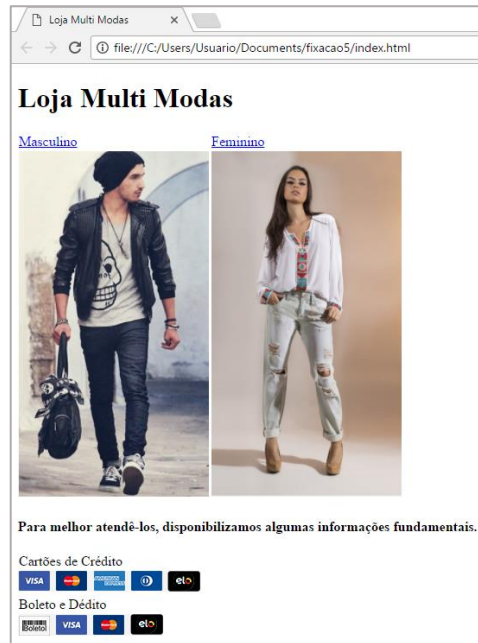 Loja Multi Modas
file:///C:/Users/Usuario/Documents/fixacao5/index.html
Loja Multi Modas
Masculino Feminino
Para melhor atendê-los, disponibilizamos algumas informações fundamentais.
Cartões de Crédito
VISA elo
Boleto e Dédito
Boleto VISA elo